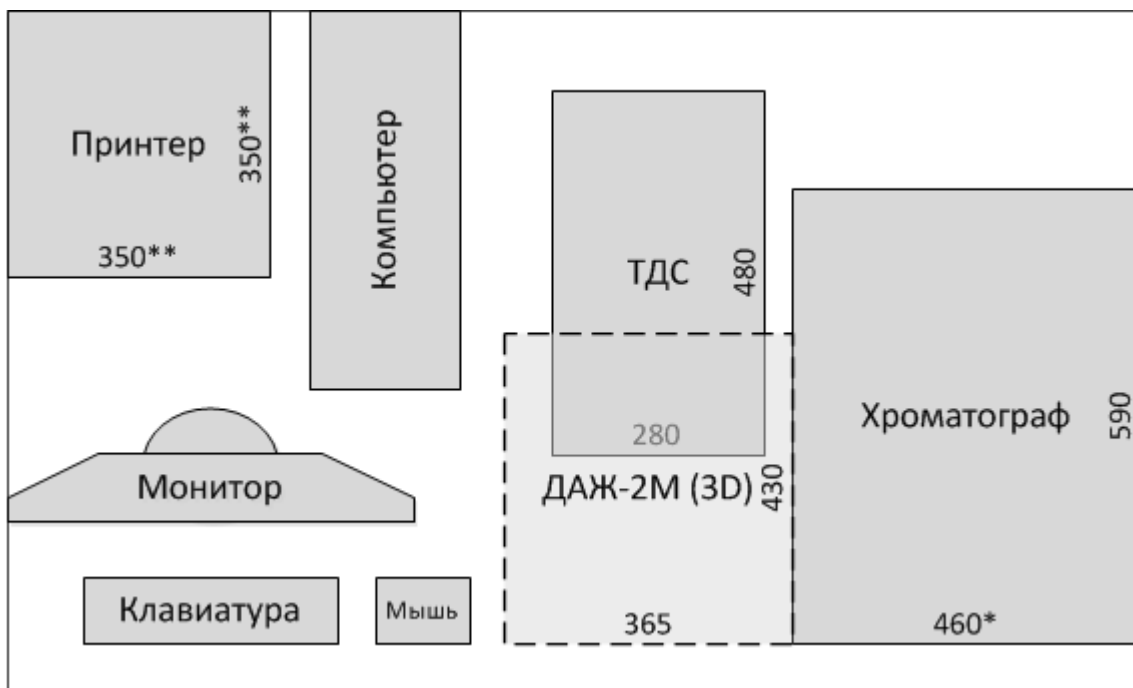 Принтер
350**
350**
Компьютер
ТДС
480
280
Хроматограф
590
460*
ДАЖ-2М (3D)
430
365
Монитор
Клавиатура
Мышь